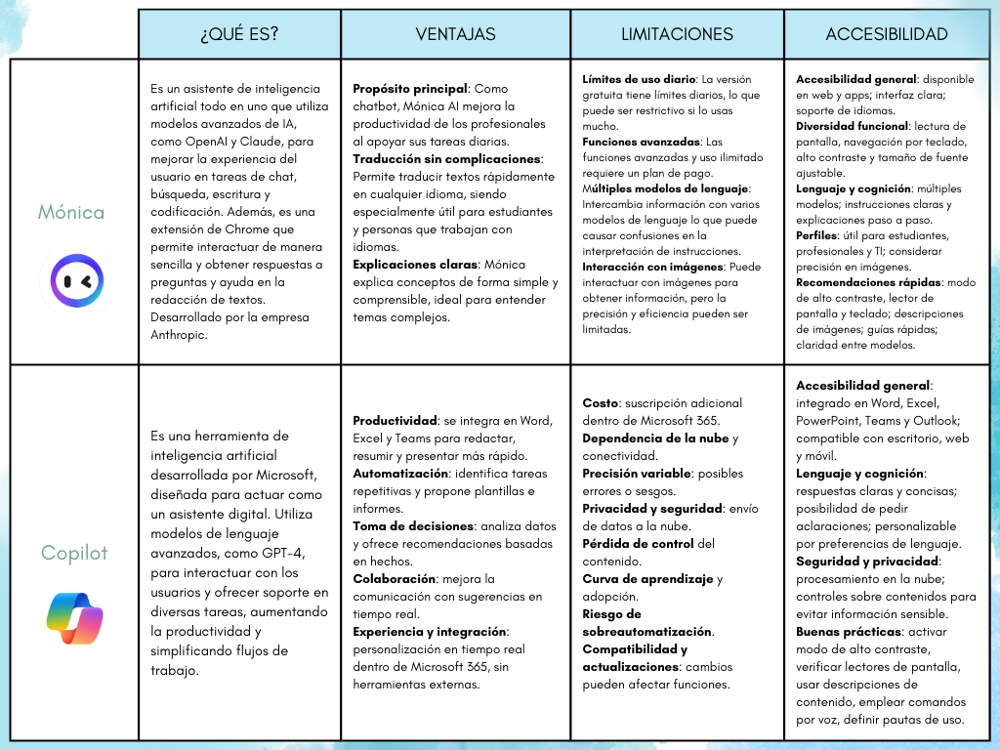 ¿QUÉ ES?
VENTAJAS
LIMITACIONES
ACCESIBILIDAD
Mónica
Es un asistente de inteligencia
artificial todo en uno que utiliza
modelos avanzados de IA,
como OpenAI y Claude, para
mejorar la experiencia del
usuario en tareas de chat,
búsqueda, escritura y
codificación. Además, es una
extensión de Chrome que
permite interactuar de manera
sencilla y obtener respuestas a
preguntas y ayuda en la
redacción de textos.
Desarrollado por la empresa
Anthropic.
Propósito principal: Como
chatbot, Mónica AI mejora la
productividad de los profesionales
al apoyar sus tareas diarias.
Traducción sin complicaciones:
Permite traducir textos rápidamente
en cualquier idioma, siendo
especialmente útil para estudiantes
y personas que trabajan con
idiomas.
Explicaciones claras: Mónica
explica conceptos de forma simple y
comprensible, ideal para entender
temas complejos.
Límites de uso diario: La versión
gratuita tiene límites diarios, lo que
puede ser restrictivo si lo usas
mucho.
Funciones avanzadas: Las
funciones avanzadas y uso ilimitado
requiere un plan de pago.
Múltiples modelos de lenguaje:
Intercambia información con varios
modelos de lenguaje lo que puede
causar confusiones en la
interpretación de instrucciones.
Interacción con imágenes: Puede
interactuar con imágenes para
obtener información, pero la
precisión y eficiencia pueden ser
limitadas.
Accesibilidad general: disponible
en web y apps; interfaz clara;
soporte de idiomas.
Diversidad funcional: lectura de
pantalla, navegación por teclado,
alto contraste y tamaño de fuente
ajustable.
Lenguaje y cognición: múltiples
modelos; instrucciones claras y
explicaciones paso a paso.
Perfiles: útil para estudiantes,
profesionales y TI; considerar
precisión en imágenes.
Recomendaciones rápidas: modo
de alto contraste, lector de
pantalla y teclado; descripciones
de imágenes; guías rápidas;
claridad entre modelos.
Copilot
Es una herramienta de
inteligencia artificial
desarrollada por Microsoft,
diseñada para actuar como
un asistente digital. Utiliza
modelos de lenguaje
avanzados, como GPT-4,
para interactuar con los
usuarios y ofrecer soporte en
diversas tareas, aumentando
la productividad y
simplificando flujos de
trabajo.
Productividad: se integra en Word,
Excel y Teams para redactar,
resumir y presentar más rápido.
Automatización: identifica tareas
repetitivas y propone plantillas e
informes.
Toma de decisiones: analiza datos
y ofrece recomendaciones basadas
en hechos.
Colaboración: mejora la
comunicación con sugerencias en
tiempo real.
Experiencia y integración:
personalización en tiempo real
dentro de Microsoft 365, sin
herramientas externas.
Costo: suscripción adicional
dentro de Microsoft 365.
Dependencia de la nube y
conectividad.
Precisión variable: posibles
errores o sesgos.
Privacidad y seguridad: envío
de datos a la nube.
Pérdida de control del
contenido.
Curva de aprendizaje y
adopción.
Riesgo de
sobreautomatización.
Compatibilidad y
actualizaciones: cambios
pueden afectar funciones.
Accesibilidad general:
integrado en Word, Excel,
PowerPoint, Teams y Outlook;
compatible con escritorio, web
y móvil.
Lenguaje y cognición:
respuestas claras y concisas;
posibilidad de pedir
aclaraciones; personalizable
por preferencias de lenguaje.
Seguridad y privacidad:
procesamiento en la nube;
controles sobre contenidos para
evitar información sensible.
Buenas prácticas: activar
modo de alto contraste,
verificar lectores de pantalla,
usar descripciones de
contenido, emplear comandos
por voz, definir pautas de uso.